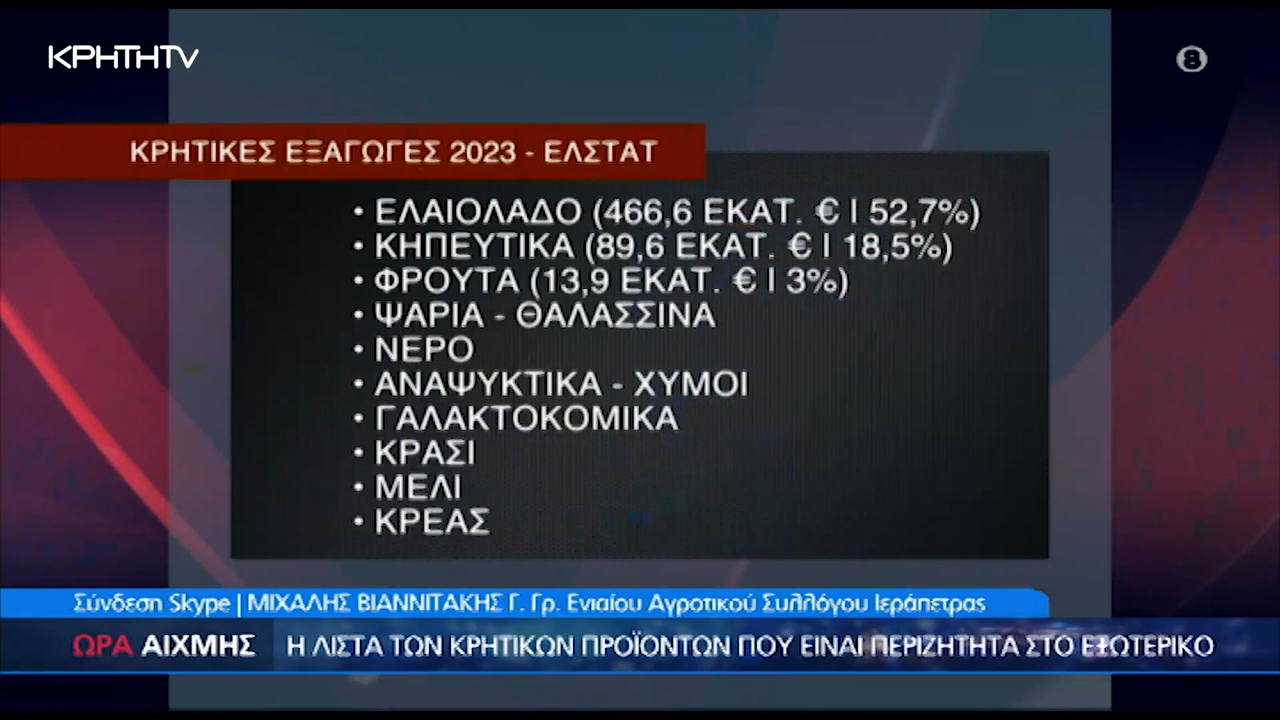 ΚΡΗΤΗTV
8
ΚΡΗΤΙΚΕΣ ΕΞΑΓΩΓΕΣ 2023 - ΕΛΣΤΑΤ
• ΕΛΑΙΟΛΑΔΟ (466,6 ΕΚΑΤ. € | 52,7%)
• ΚΗΠΕΥΤΙΚΑ (89,6 ΕΚΑΤ. € | 18,5%)
• ΦΡΟΥΤΑ (13,9 ΕΚΑΤ. € | 3%)
• ΨΑΡΙΑ - ΘΑΛΑΣΣΙΝΑ
• ΝΕΡΟ
• ΑΝΑΨΥΚΤΙΚΑ - ΧΥΜΟΙ
• ΓΑΛΑΚΤΟΚΟΜΙΚΑ
• ΚΡΑΣΙ
• ΜΕΛΙ
• ΚΡΕΑΣ
Σύνδεση Skype | ΜΙΧΑΛΗΣ ΒΙΑΝΝΙΤΑΚΗΣ Γ. Γρ. Ενιαίου Αγροτικού Συλλόγου Ιεράπετρας
ΩΡΑ ΑΙΧΜΗΣ Η ΛΙΣΤΑ ΤΩΝ ΚΡΗΤΙΚΩΝ ΠΡΟΪΟΝΤΩΝ ΠΟΥ ΕΙΝΑΙ ΠΕΡΙΖΗΤΗΤΑ ΣΤΟ ΕΞΩΤΕΡΙΚΟ